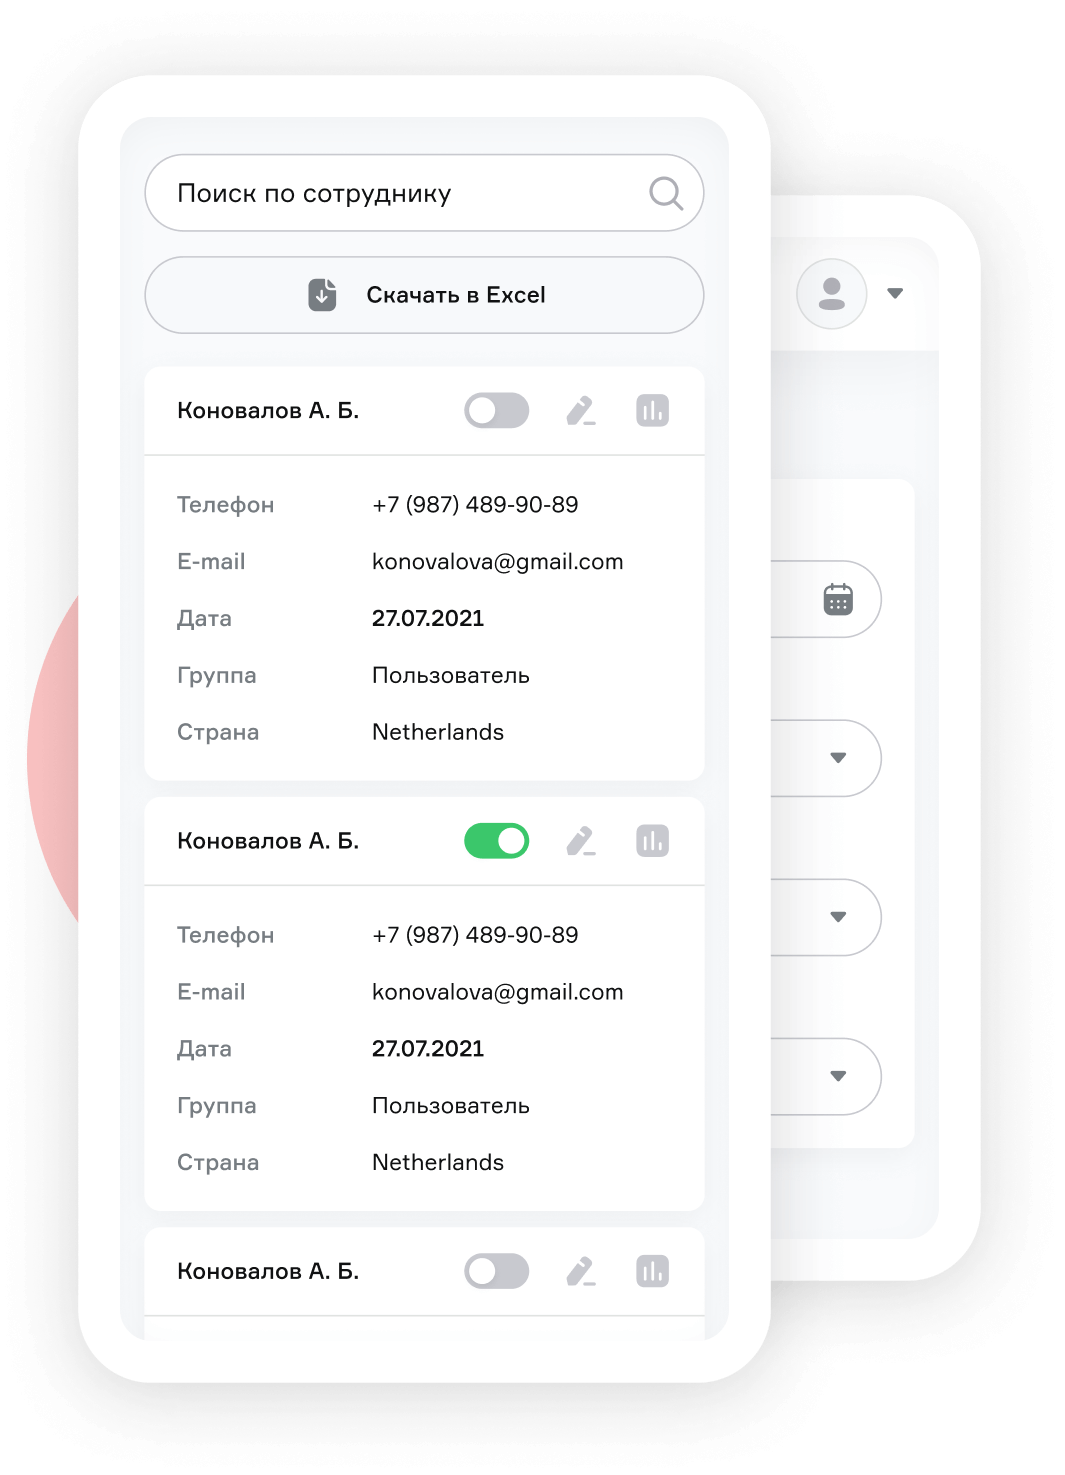 Поиск по сотруднику
Скачать в Excel
Коновалов А. Б.
Телефон +7 (987) 489-90-89
E-mail konovalova@gmail.com
Дата 27.07.2021
Группа Пользователь
Страна Netherlands
Коновалов А. Б.
Телефон +7 (987) 489-90-89
E-mail konovalova@gmail.com
Дата 27.07.2021
Группа Пользователь
Страна Netherlands
Коновалов А. Б.